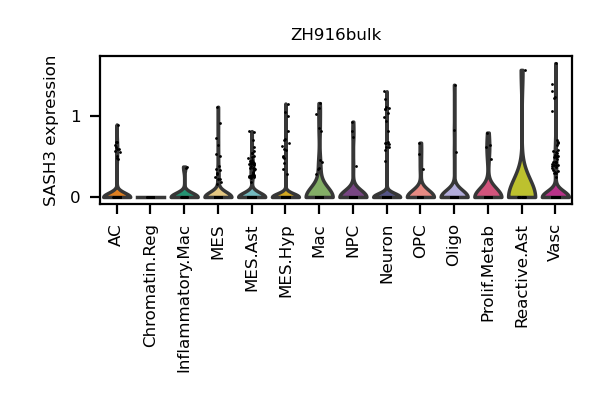 ZH916bulk
SASH3 expression
1
0
AC
Chromatin.Reg
Inflammatory.Mac
MES
MES.Ast
MES.Hyp
Mac
NPC
Neuron
OPC
Oligo
Prolif.Metab
Reactive.Ast
Vasc